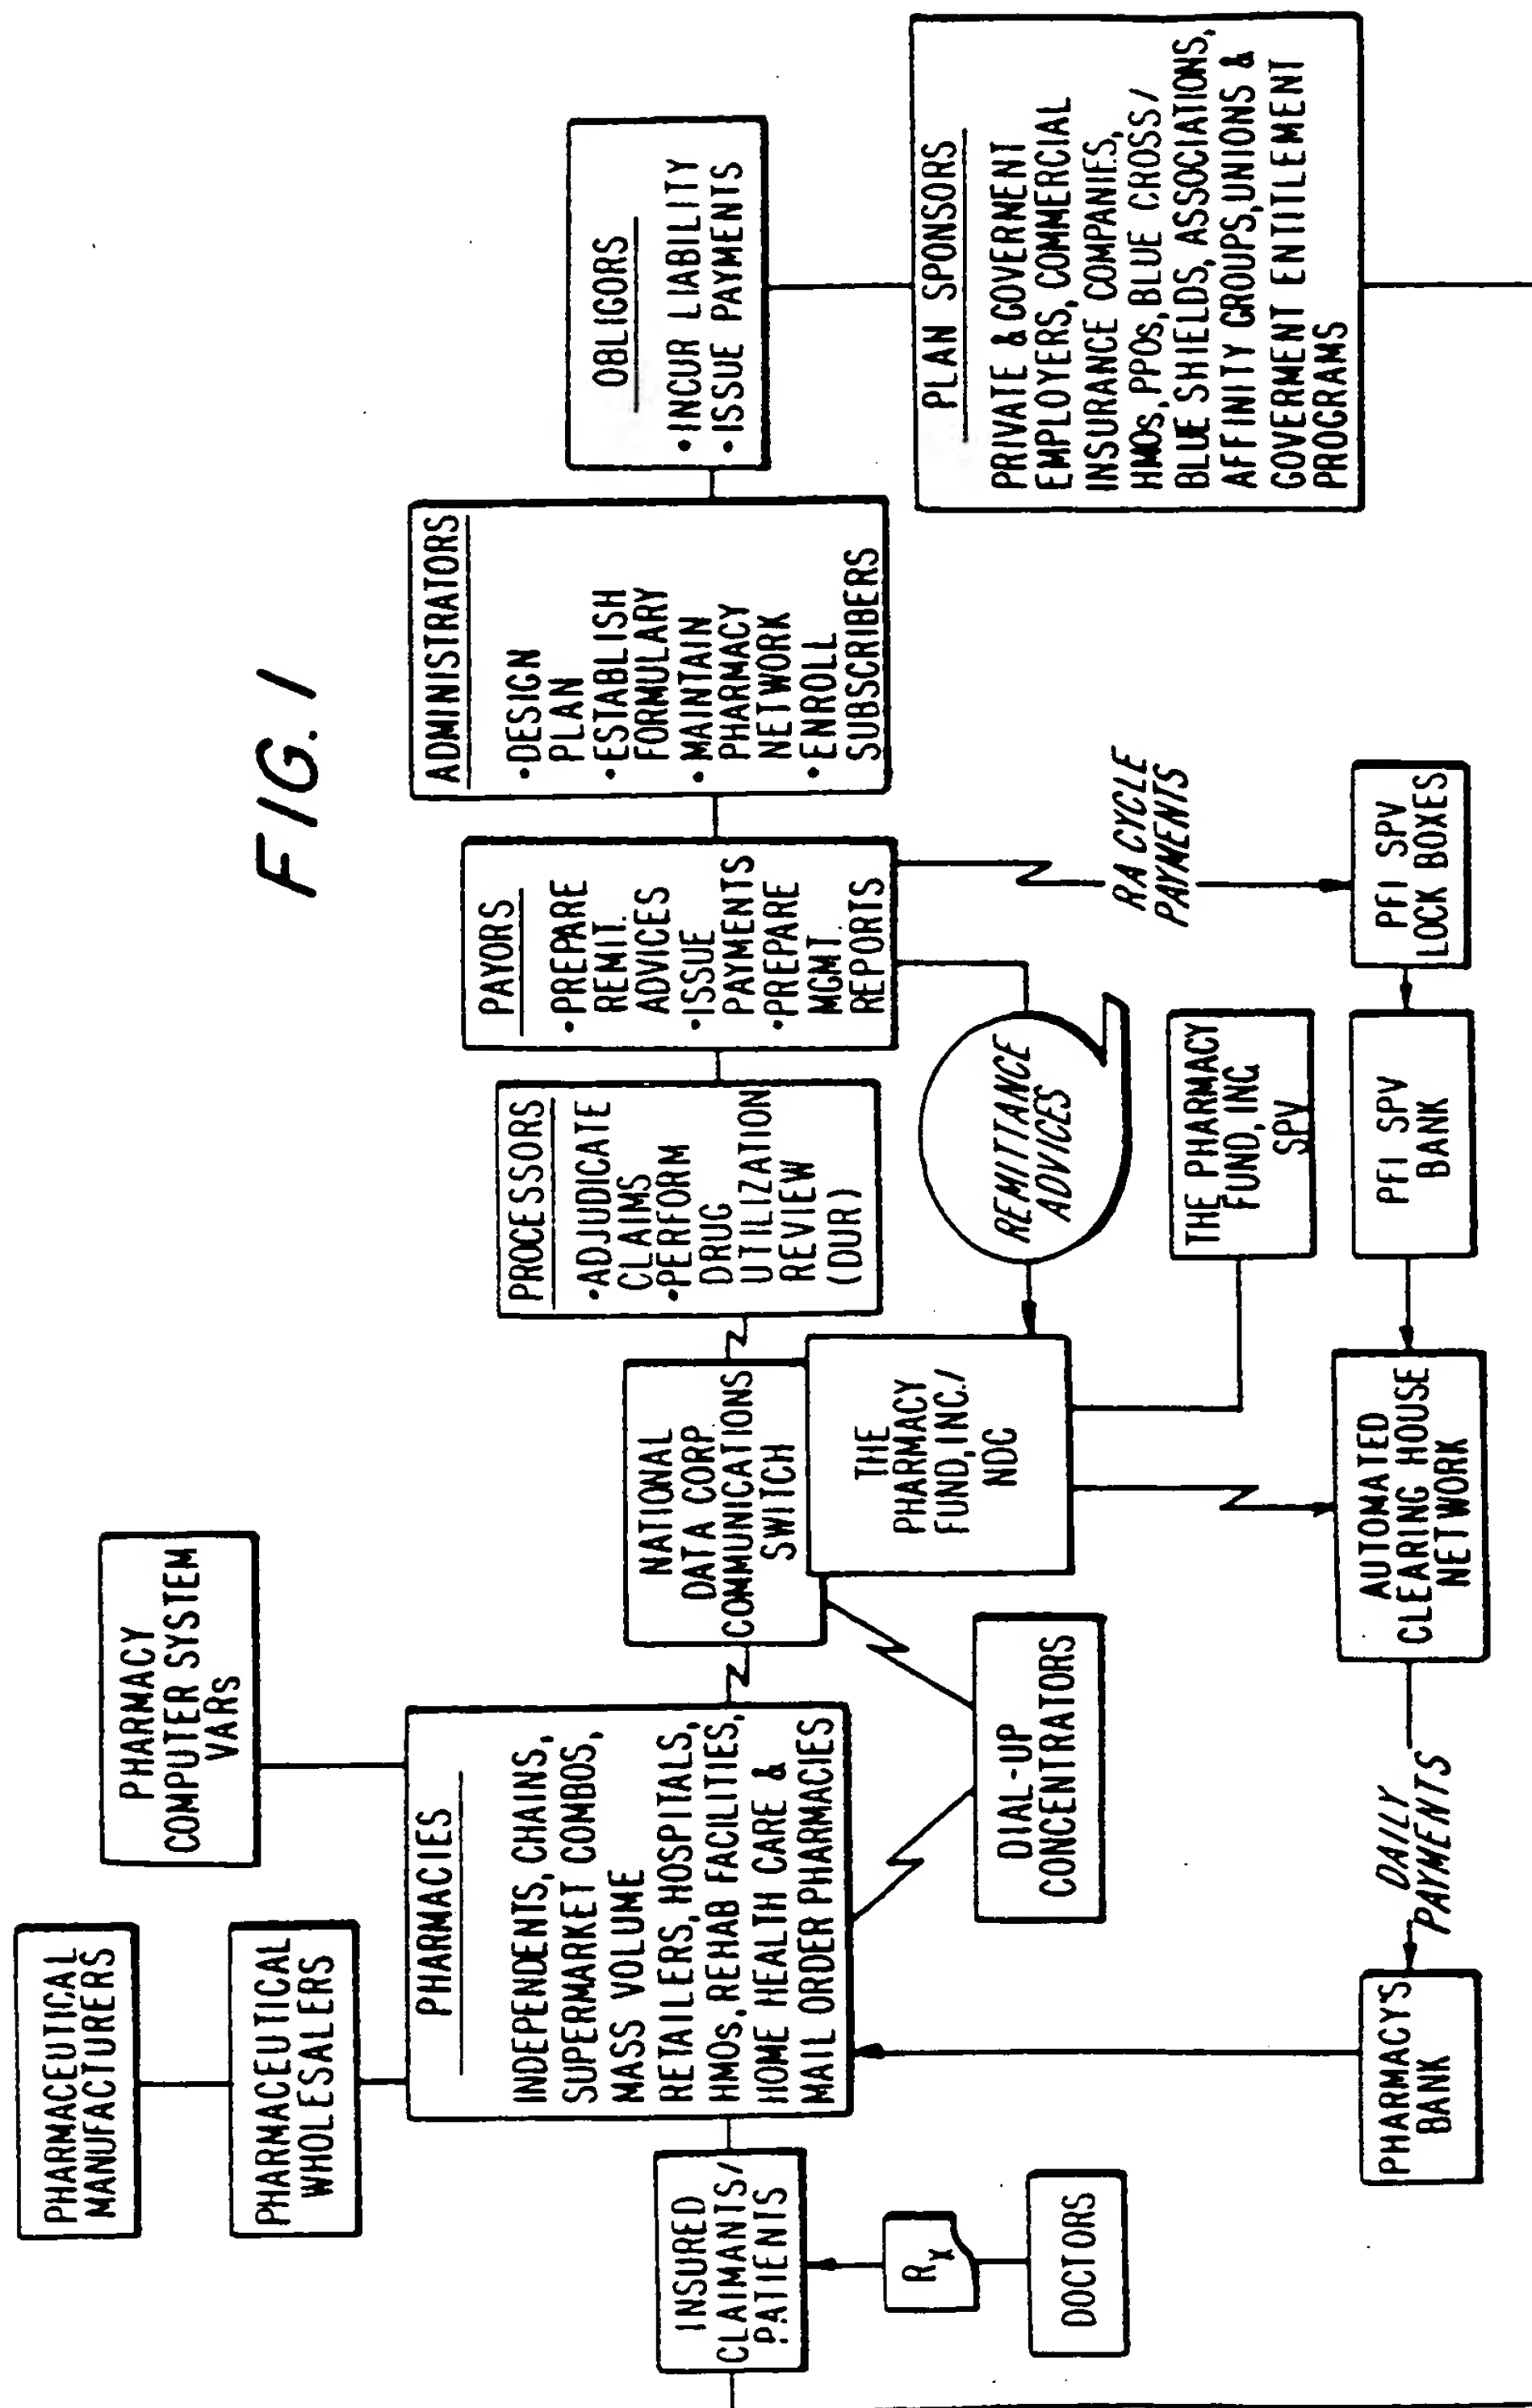 FIG. 1
PHARMACEUTICAL
MANUFACTURERS
PHARMACEUTICAL
WHOLESALERS
PHARMACY
COMPUTER SYSTEM
VARs
INSURED
CLAIMANTS/
PATIENTS
Rx
DOCTORS
PHARMACIES
INDEPENDENTS, CHAINS,
SUPERMARKET COMBOS,
MASS VOLUME
RETAILERS, HOSPITALS,
HMOs, REHAB FACILITIES,
HOME HEALTH CARE &
MAIL ORDER PHARMACIES
DIAL-UP
CONCENTRATORS
NATIONAL
DATA CORP
COMMUNICATIONS
SWITCH
THE
PHARMACY
FUND, INC./
NDC
PROCESSORS
•ADJUDICATE
CLAIMS
•PERFORM
DRUG
UTILIZATION
REVIEW
(DUR)
PAYORS
•PREPARE
REMIT.
ADVICES
•ISSUE
PAYMENTS
•PREPARE
MGMT
REPORTS
ADMINISTRATORS
•DESIGN
PLAN
•ESTABLISH
FORMULARY
•MAINTAIN
PHARMACY
NETWORK
•ENROLL
SUBSCRIBERS
OBLIGORS
•INCUR LIABILITY
•ISSUE PAYMENTS
PLAN SPONSORS
PRIVATE & GOVERNENT
EMPLOYERS, COMMERCIAL
INSURANCE COMPANIES,
HMOs, PPOs, BLUE CROSS/
BLUE SHIELDS, ASSOCIATIONS,
AFFINITY GROUPS, UNIONS &
GOVERMENT ENTITLEMENT
PROGRAMS
REMITTANCE
ADVICES
RA CYCLE
PAYMENTS
THE PHARMACY
FUND, INC.
SPV
PHARMACY'S
BANK
DAILY
PAYMENTS
AUTOMATED
CLEARING HOUSE
NETWORK
PFI SPV
BANK
PFI SPV
LOCK BOXES